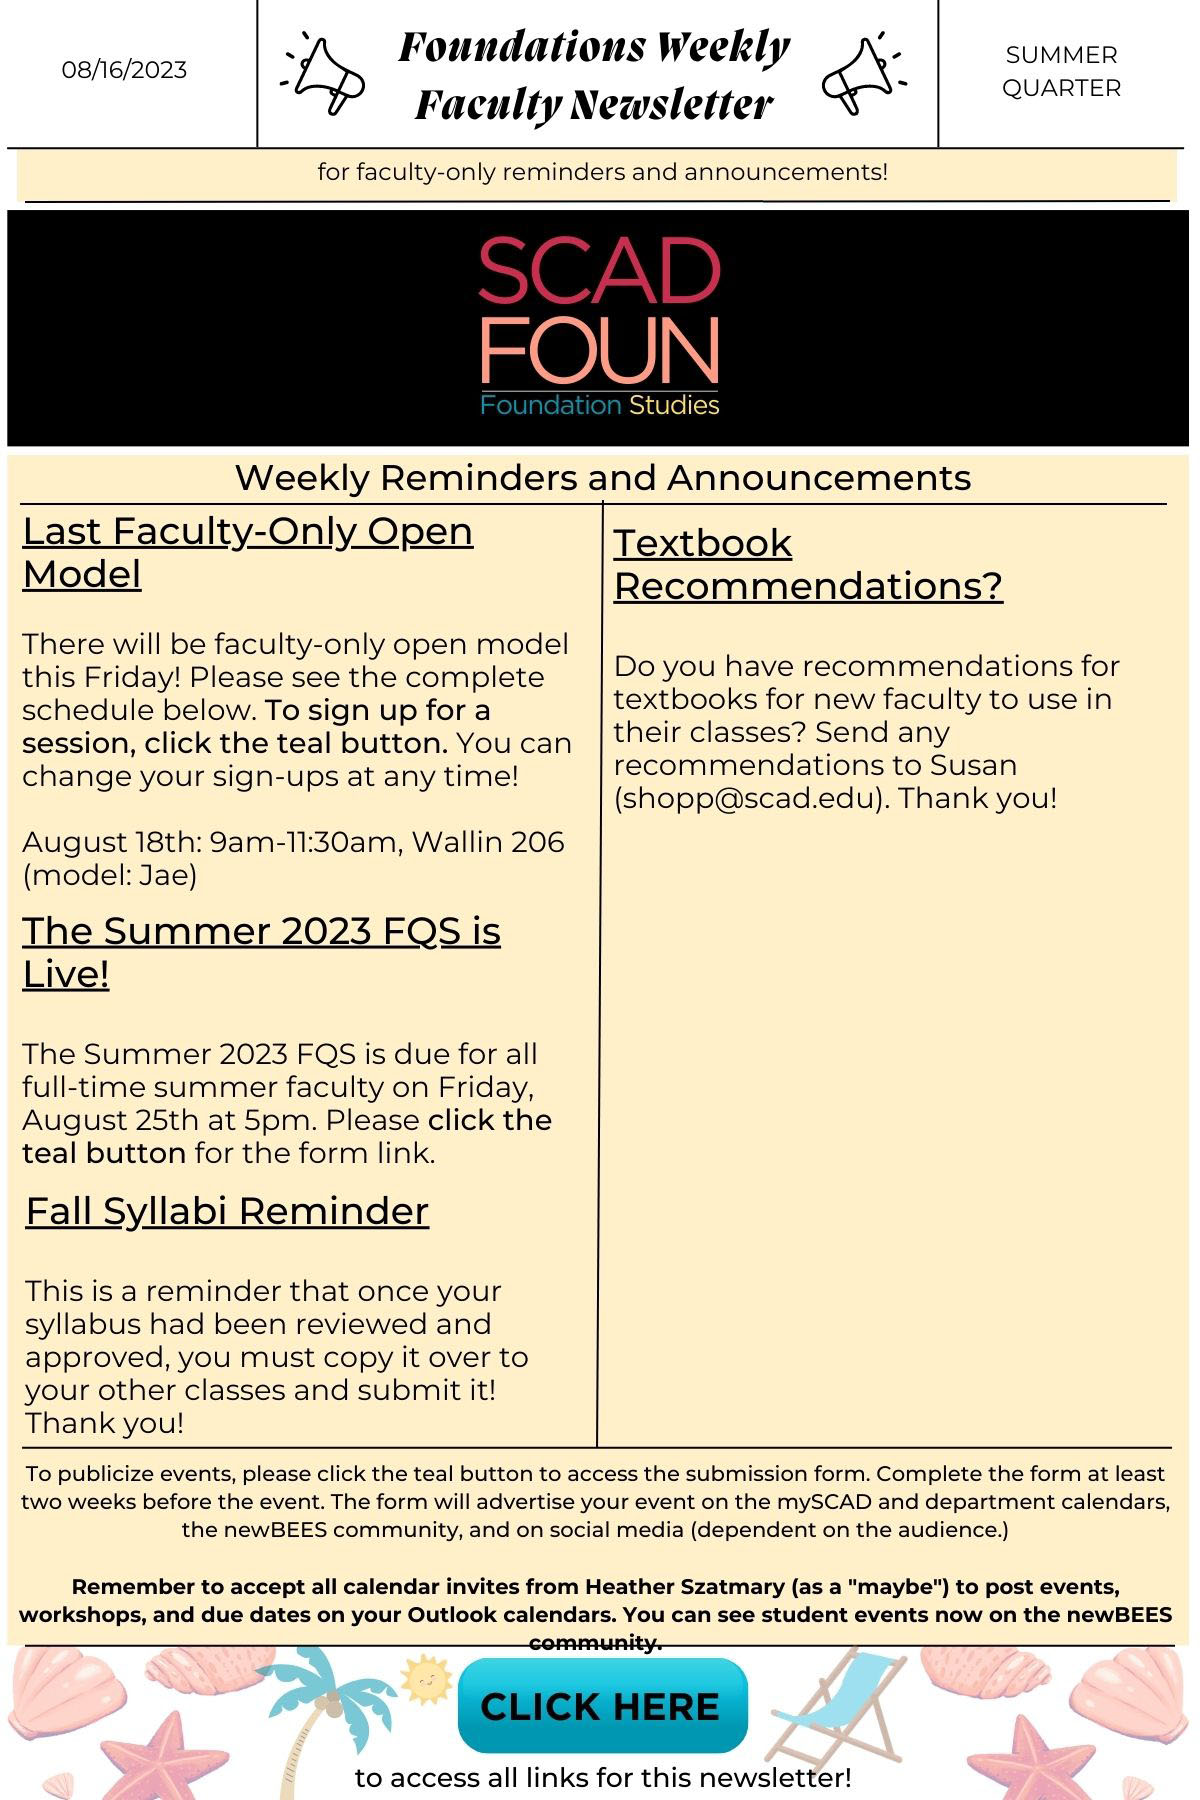 08/16/2023
Foundations Weekly
Faculty Newsletter
SUMMER
QUARTER
for faculty-only reminders and announcements!
SCAD
FOUN
Foundation Studies
Weekly Reminders and Announcements
Last Faculty-Only Open
Model
There will be faculty-only open model
this Friday! Please see the complete
schedule below. To sign up for a
session, click the teal button. You can
change your sign-ups at any time!
August 18th: 9am-11:30am, Wallin 206
(model: Jae)
The Summer 2023 FQS is
Live!
The Summer 2023 FQS is due for all
full-time summer faculty on Friday,
August 25th at 5pm. Please click the
teal button for the form link.
Fall Syllabi Reminder
This is a reminder that once your
syllabus had been reviewed and
approved, you must copy it over to
your other classes and submit it!
Thank you!
Textbook
Recommendations?
Do you have recommendations for
textbooks for new faculty to use in
their classes? Send any
recommendations to Susan
(shopp@scad.edu). Thank you!
To publicize events, please click the teal button to access the submission form. Complete the form at least
two weeks before the event. The form will advertise your event on the mySCAD and department calendars,
the newBEES community, and on social media (dependent on the audience.)
Remember to accept all calendar invites from Heather Szatmary (as a "maybe") to post events,
workshops, and due dates on your Outlook calendars. You can see student events now on the newBEES
community.
CLICK HERE
to access all links for this newsletter!